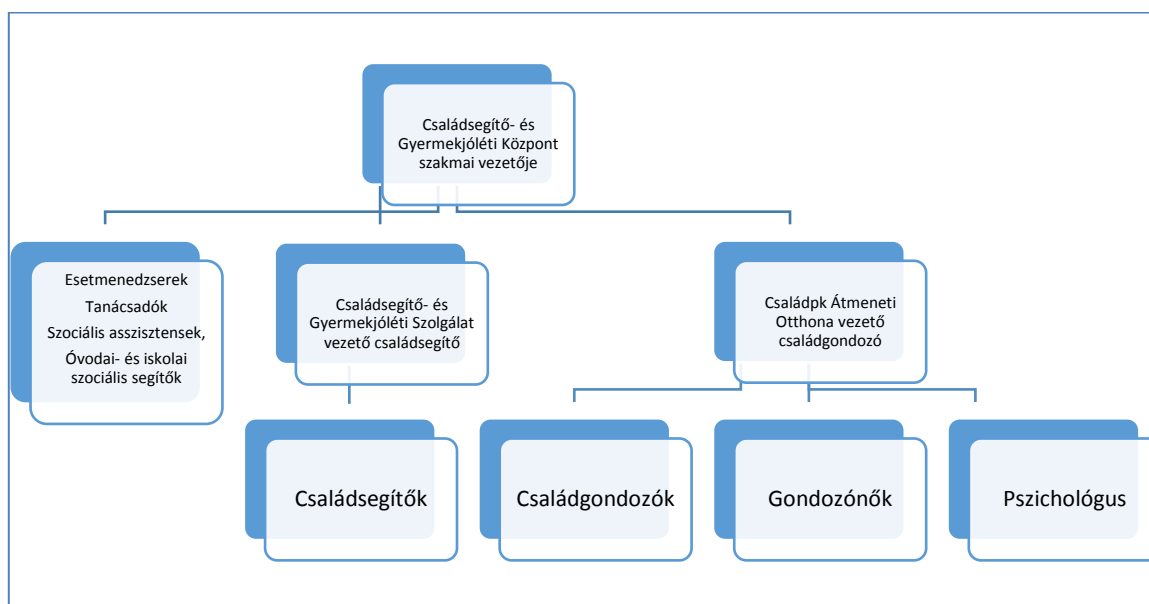 Családsegítő- és
Gyermekjóléti Központ
szakmai vezetője
Esetmenedzserek
Tanácsadók
Szociális asszisztensek,
Óvodai- és iskolai
szociális segítők
Családsegítő- és
Gyermekjóléti Szolgálat
vezető családsegítő
Családpk Átmeneti
Otthona vezető
családgondozó
Családsegítők
Családgondozók
Gondozónők
Pszichológus